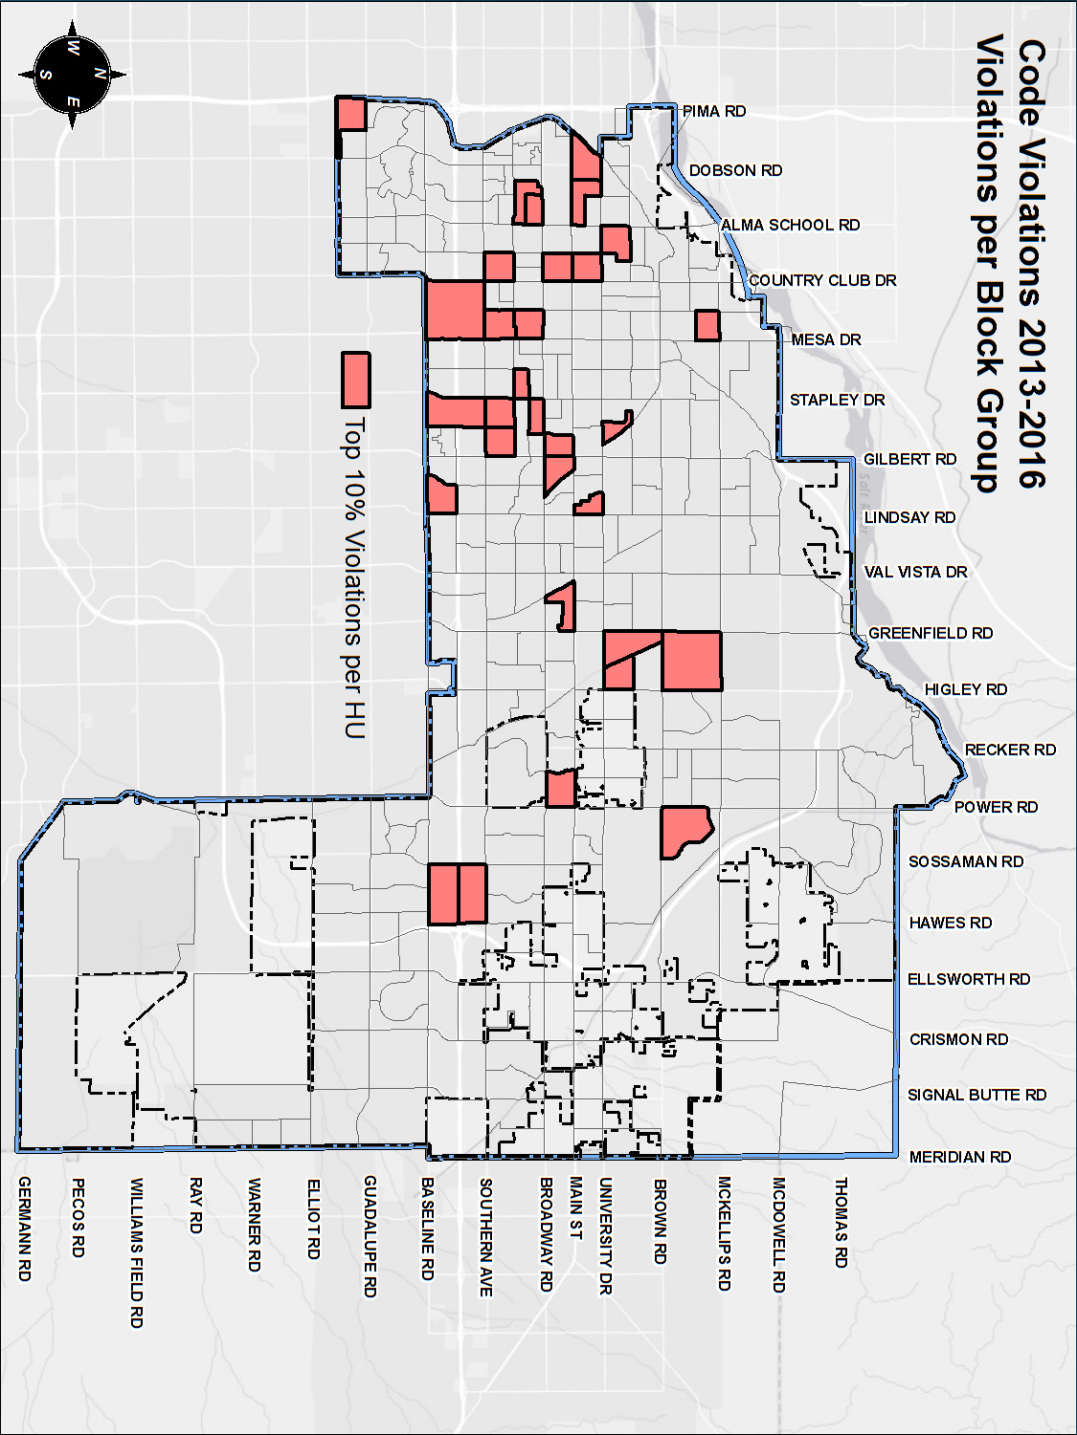 Code Violations 2013-2016
Violations per Block Group
N
W
E
S
PIMA RD
DOBSON RD
ALMA SCHOOL RD
COUNTRY CLUB DR
MESA DR
STAPLEY DR
GILBERT RD
LINDSAY RD
VAL VISTA DR
GREENFIELD RD
HIGLEY RD
RECKER RD
POWER RD
SOSSAMAN RD
HAWES RD
ELLSWORTH RD
CRISMON RD
SIGNAL BUTTE RD
MERIDIAN RD
THOMAS RD
MCDOWELL RD
MCKELLIPS RD
BROWN RD
UNIVERSITY DR
MAIN ST
BROADWAY RD
SOUTHERN AVE
BASELINE RD
GUADALUPE RD
ELLIOT RD
WARNER RD
RAY RD
WILLIAMS FIELD RD
PECOS RD
GERMANN RD
Top 10% Violations per HU
Salt